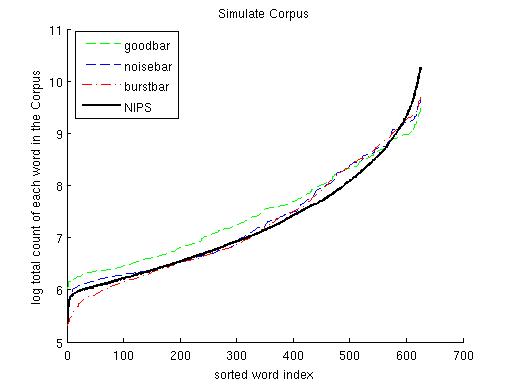 Simulate Corpus
11
10
9
8
7
6
5
log total count of each word in the Corpus
goodbar
noisebar
burstbar
NIPS
0 100 200 300 400 500 600 700
sorted word index